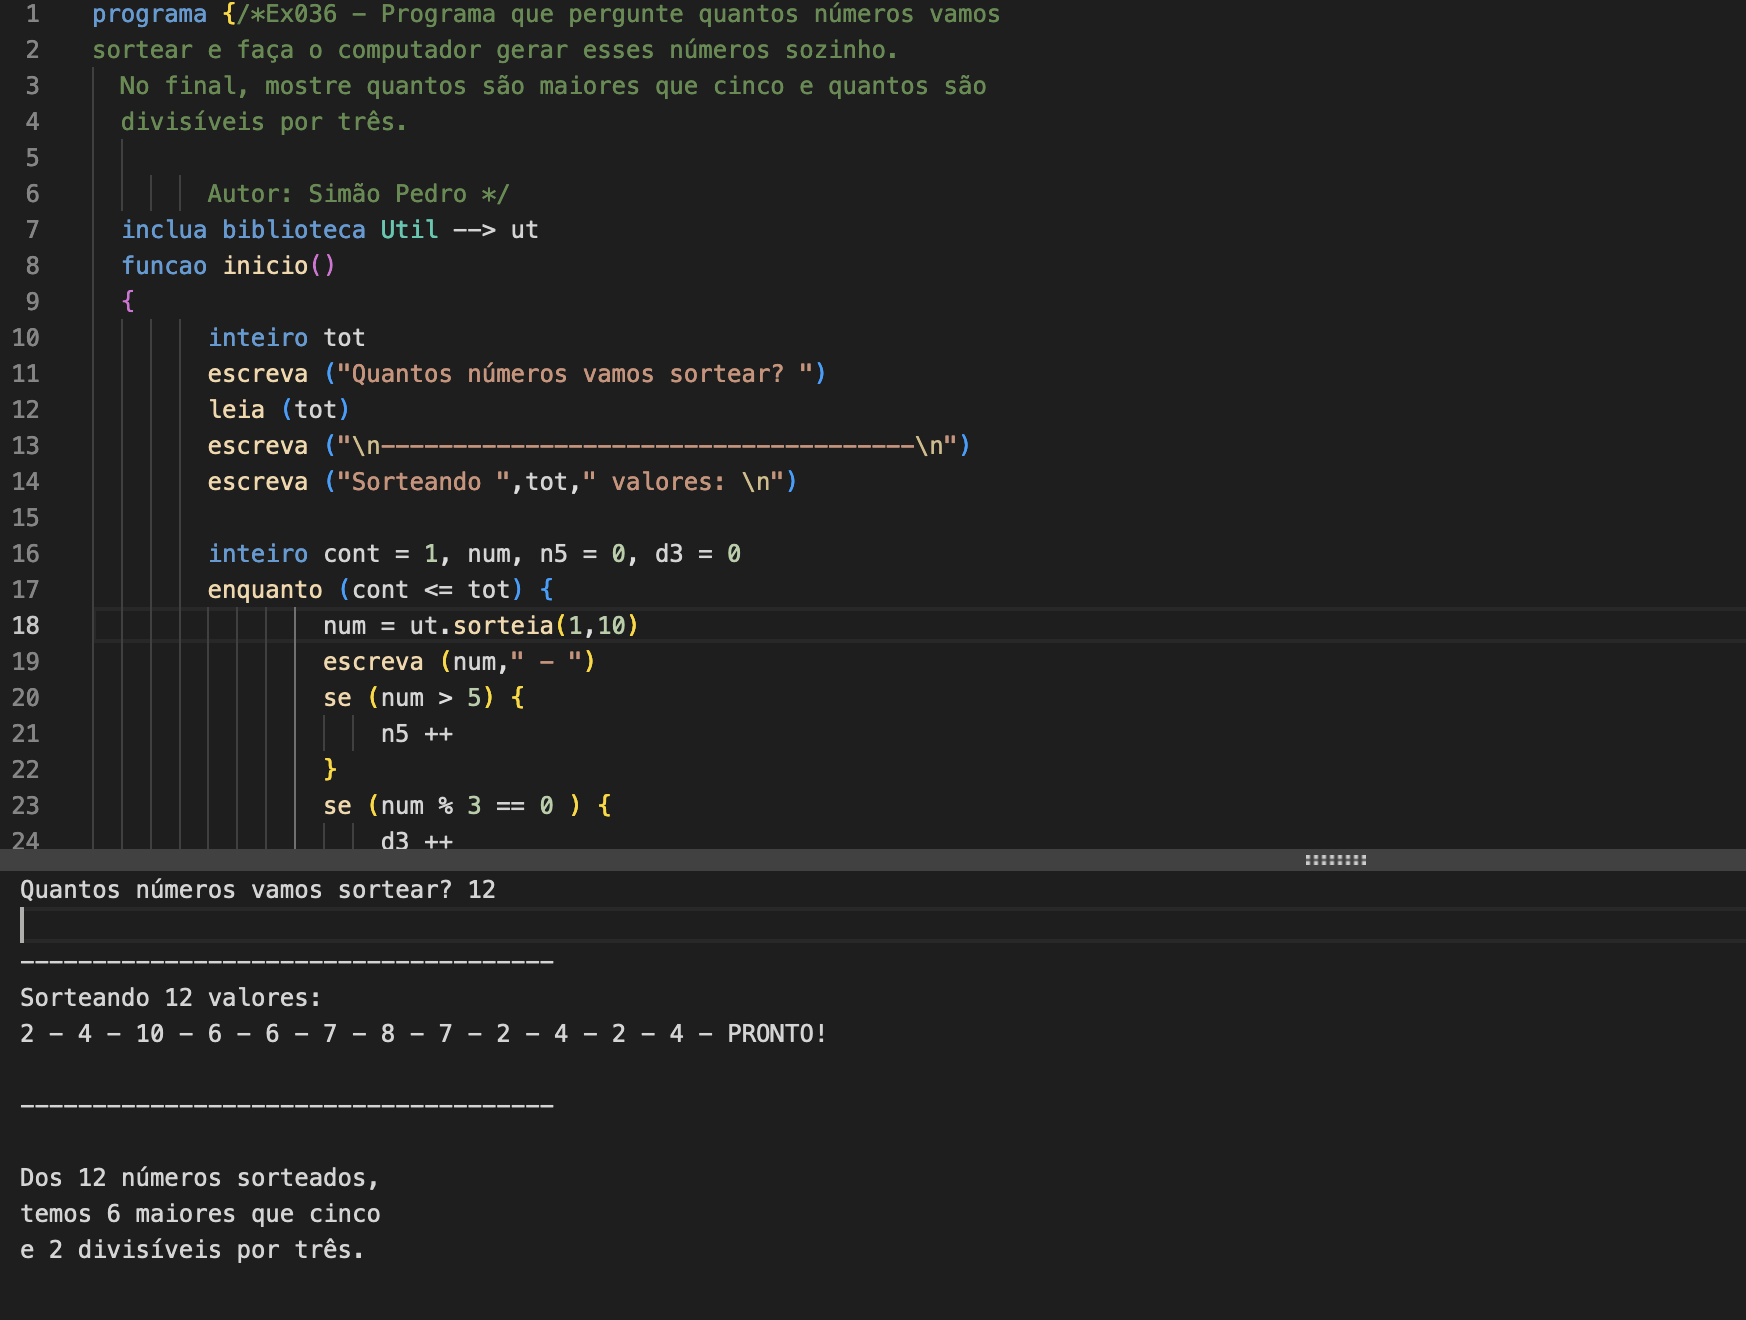 1 programa {/*Ex036 - Programa que pergunte quantos números vamos
2 sortear e faça o computador gerar esses números sozinho.
3 No final, mostre quantos são maiores que cinco e quantos são
4 divisíveis por três.
5
6 Autor: Simão Pedro */
7 inclua biblioteca Util --> ut
8 funcao inicio()
9 {
10 inteiro tot
11 escreva ("Quantos números vamos sortear? ")
12 leia (tot)
13 escreva ("\n-------------------------------------\n")
14 escreva ("Sorteando ",tot," valores: \n")
15
16 inteiro cont = 1, num, n5 = 0, d3 = 0
17 enquanto (cont <= tot) {
18 num = ut.sorteia(1,10)
19 escreva (num," - ")
20 se (num > 5) {
21 n5 ++
22 }
23 se (num % 3 == 0 ) {
24 d3 ++
Quantos números vamos sortear? 12
-------------------------------------
Sorteando 12 valores:
2 - 4 - 10 - 6 - 6 - 7 - 8 - 7 - 2 - 4 - 2 - 4 - PRONTO!
-------------------------------------
Dos 12 números sorteados,
temos 6 maiores que cinco
e 2 divisíveis por três.